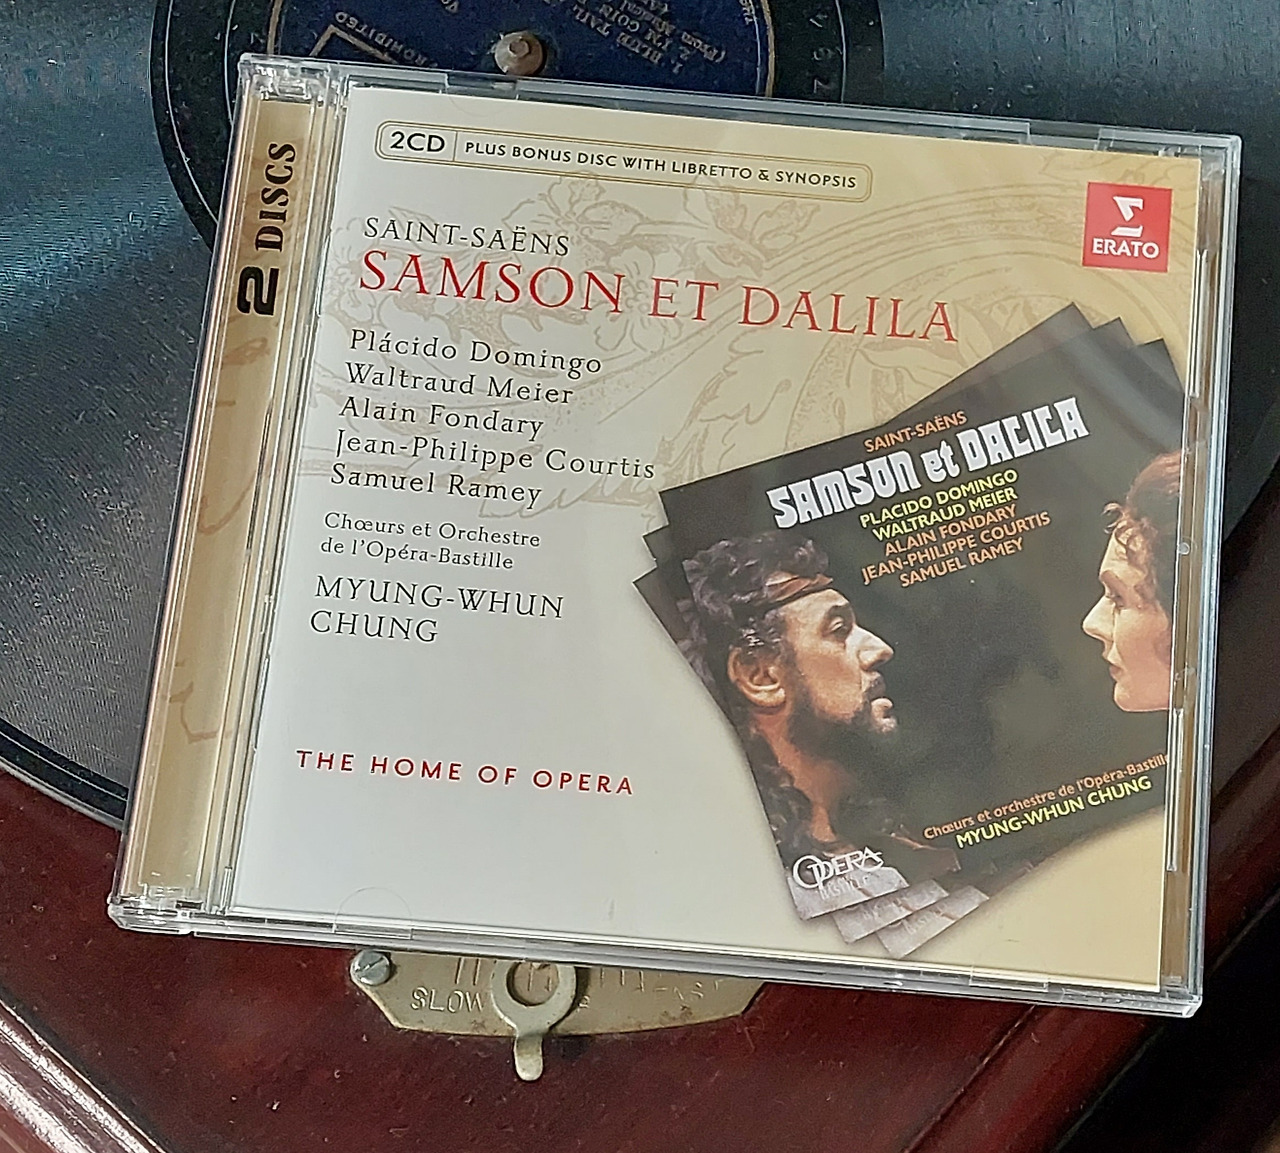 PROHIBITED
2 DISCS
2CD PLUS BONUS DISC WITH LIBRETTO & SYNOPSIS
ERATO
SAINT-SAËNS
SAMSON ET DALILA
Plácido Domingo
Waltraud Meier
Alain Fondary
Jean-Philippe Courtis
Samuel Ramey
Chœurs et Orchestre
de l'Opéra-Bastille
MYUNG-WHUN
CHUNG
THE HOME OF OPERA
SAINT-SAËNS
SAMSON et DALILA
PLACIDO DOMINGO
WALTRAUD MEIER
ALAIN FONDARY
JEAN-PHILIPPE COURTIS
SAMUEL RAMEY
Chœurs et orchestre de l'Opéra-Bastille
MYUNG-WHUN CHUNG
OPERA
BASTILLE
SLOW